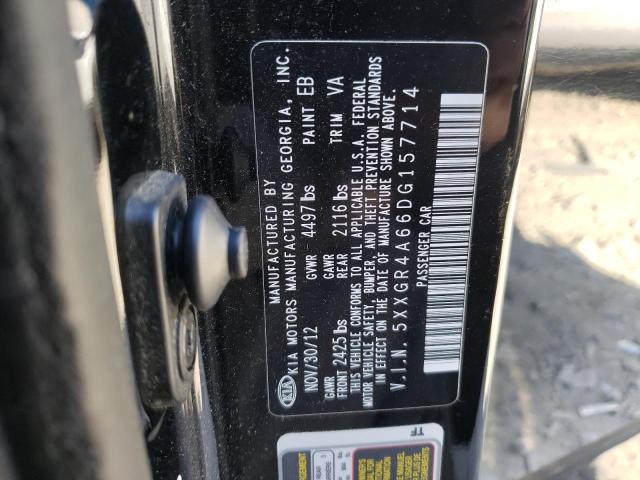 MANUFACTURED BY
KIA KIA MOTORS MANUFACTURING GEORGIA, INC.
NOV/30/12 GVWR 4497 lbs PAINT EB
GAWR FRONT 2425 lbs GAWR REAR 2116 lbs TRIM VA
THIS VEHICLE CONFORMS TO ALL APPLICABLE U.S.A. FEDERAL
MOTOR VEHICLE SAFETY, BUMPER, AND THEFT PREVENTION STANDARDS
IN EFFECT ON THE DATE OF MANUFACTURE SHOWN ABOVE.
V.I.N. 5XXGR4A66DG157714
PASSENGER CAR
TF